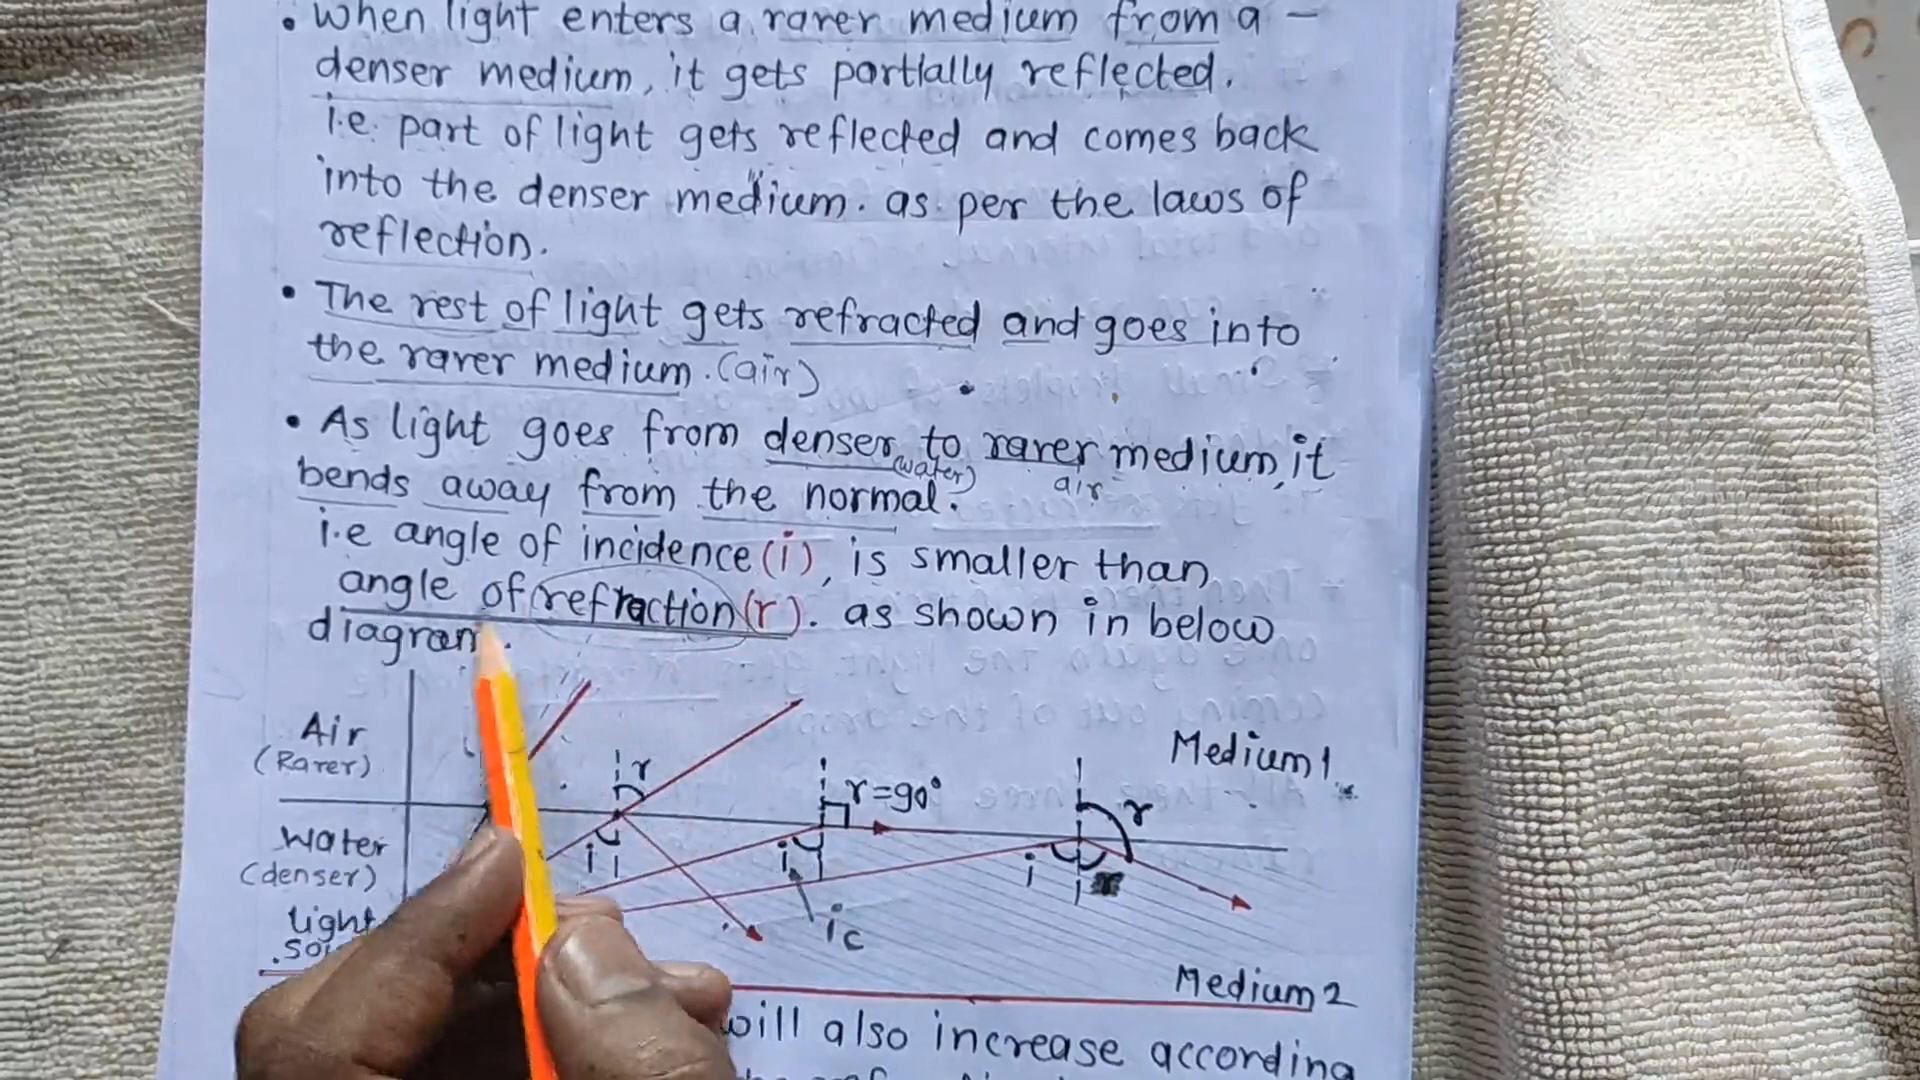 • When light enters a rarer medium from a –
denser medium, it gets partially reflected.
i.e. part of light gets reflected and comes back
into the denser medium. as per the laws of
reflection.
• The rest of light gets refracted and goes into
the rarer medium. (air)
• As light goes from denser to rarer medium, it
(water) air
bends away from the normal.
i.e angle of incidence (i), is smaller than
angle of refraction (r). as shown in below
diagram.
Air
(Rarer)
Medium 1
r
r=90°
r
Water
(denser)
i
i
i
light
ic
Medium 2
will also increase according